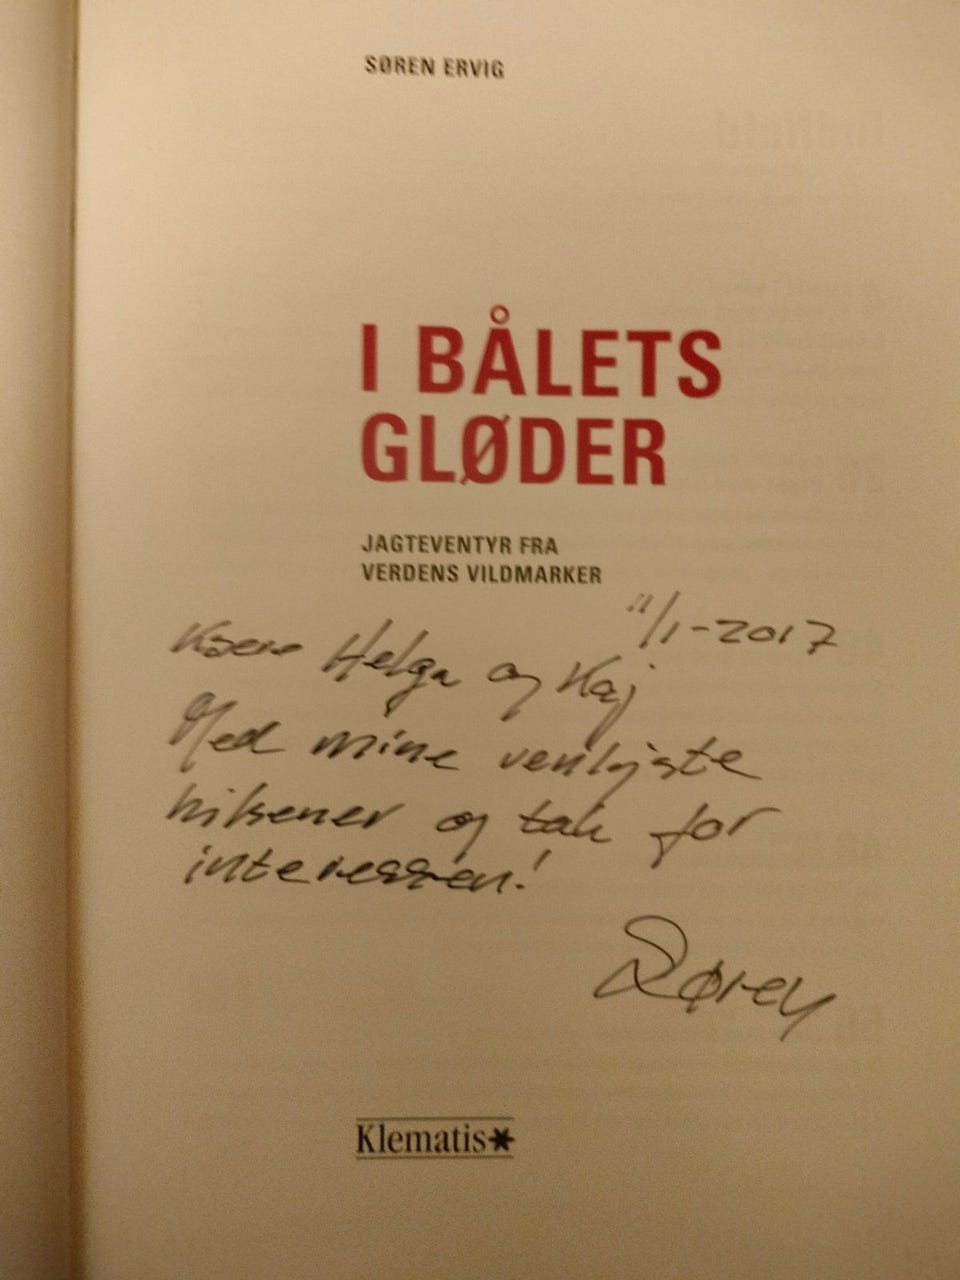 SØREN ERVIG
I BÅLETS
GLØDER
JAGTEVENTYR FRA
VERDENS VILDMARKER
11/1-2017
Kære Helga og Kaj
Med mine venligste
hilsener og tak for
interessen!
Søren
Klematis